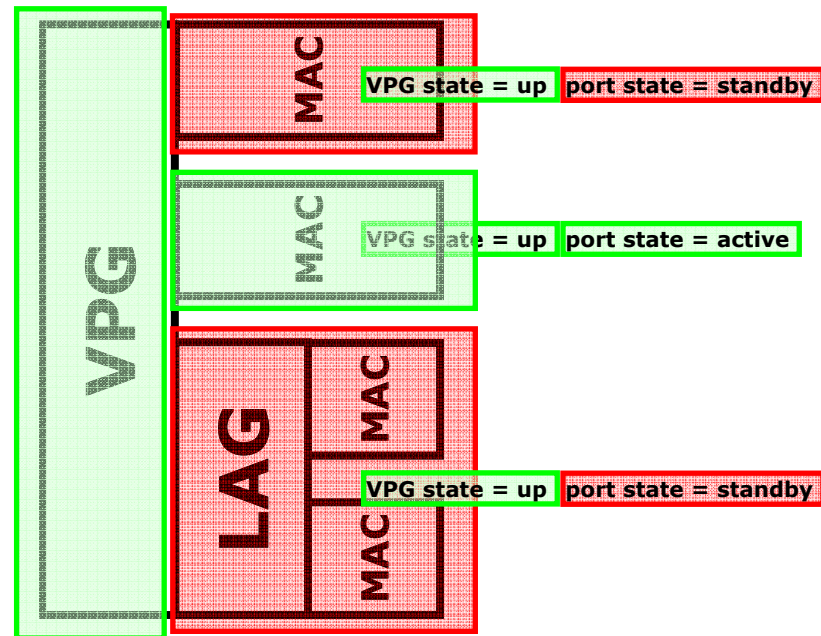 VPG
MAC
VPG state = up port state = standby
MAC
VPG state = up port state = active
LAG
MAC
VPG state = up port state = standby
MAC